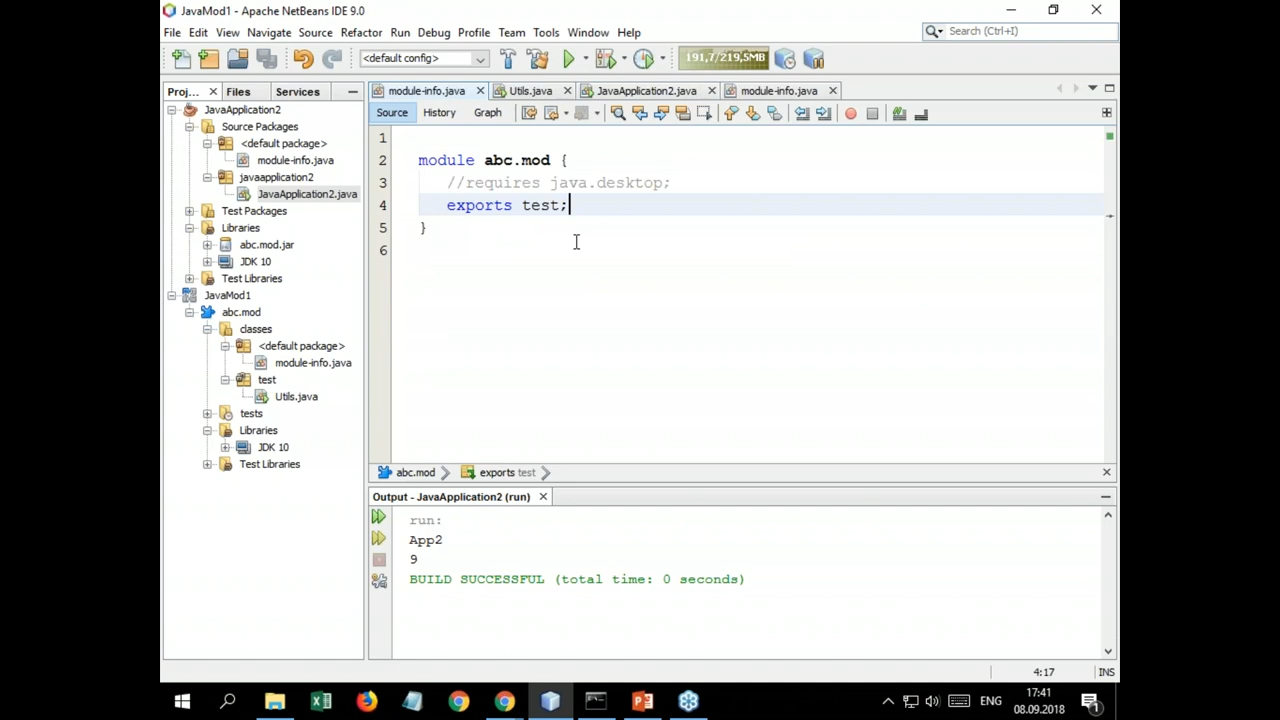 JavaMod1 - Apache NetBeans IDE 9.0
File Edit View Navigate Source Refactor Run Debug Profile Team Tools Window Help
Search (Ctrl+I)
<default config>
191,7/219,5MB
Proj... Files Services
module-info.java Utils.java JavaApplication2.java module-info.java
Source History Graph
JavaApplication2
Source Packages
<default package>
module-info.java
javaapplication2
JavaApplication2.java
Test Packages
Libraries
abc.mod.jar
JDK 10
Test Libraries
JavaMod1
abc.mod
classes
<default package>
module-info.java
test
Utils.java
tests
Libraries
JDK 10
Test Libraries
1
2 module abc.mod {
3 //requires java.desktop;
4 exports test;
5 }
6
abc.mod exports test
Output - JavaApplication2 (run)
run:
App2
9
BUILD SUCCESSFUL (total time: 0 seconds)
4:17 INS
ENG
17:41
08.09.2018
1